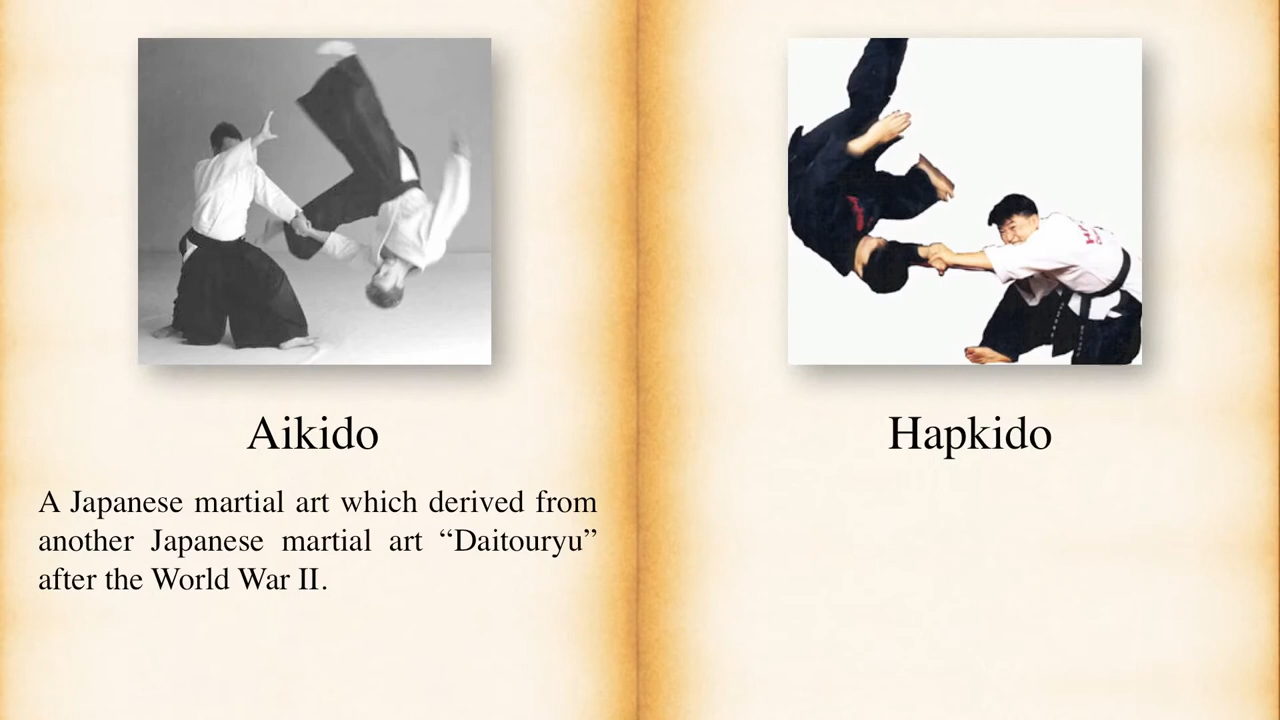 Aikido
A Japanese martial art which derived from
another Japanese martial art “Daitouryu”
after the World War II.
Hapkido